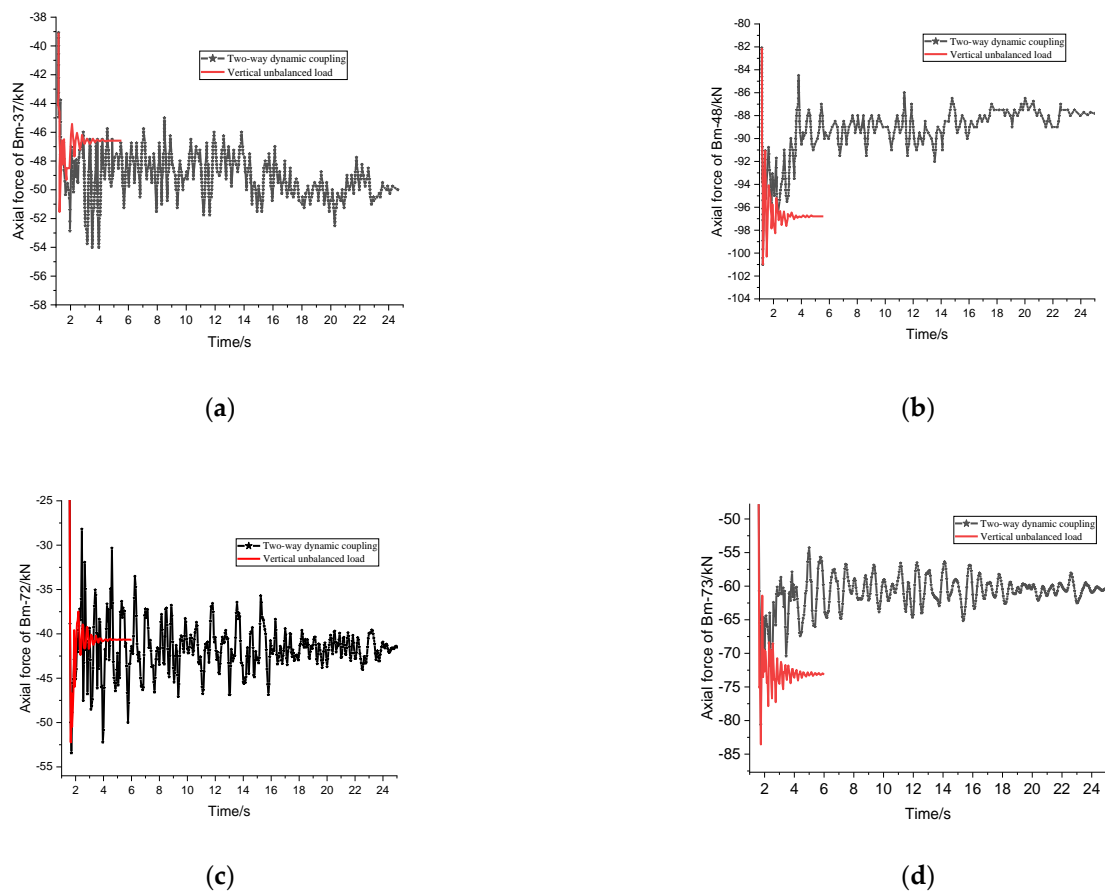 -38
-40
-42
-44
-46
-48
-50
-52
-54
-56
-58
Axial force of Bm-37/kN
Two-way dynamic coupling
Vertical unbalanced load
2 4 6 8 10 12 14 16 18 20 22 24
Time/s
(a)
-80
-82
-84
-86
-88
-90
-92
-94
-96
-98
-100
-102
-104
Axial force of Bm-48/kN
Two-way dynamic coupling
Vertical unbalanced load
2 4 6 8 10 12 14 16 18 20 22 24
Time/s
(b)
-25
-30
-35
-40
-45
-50
-55
Axial force of Bm-72/kN
Two-way dynamic coupling
Vertical unbalanced load
2 4 6 8 10 12 14 16 18 20 22 24
Time/s
(c)
-50
-55
-60
-65
-70
-75
-80
-85
Axial force of Bm-73/kN
Two-way dynamic coupling
Vertical unbalanced load
2 4 6 8 10 12 14 16 18 20 22 24
Time/s
(d)